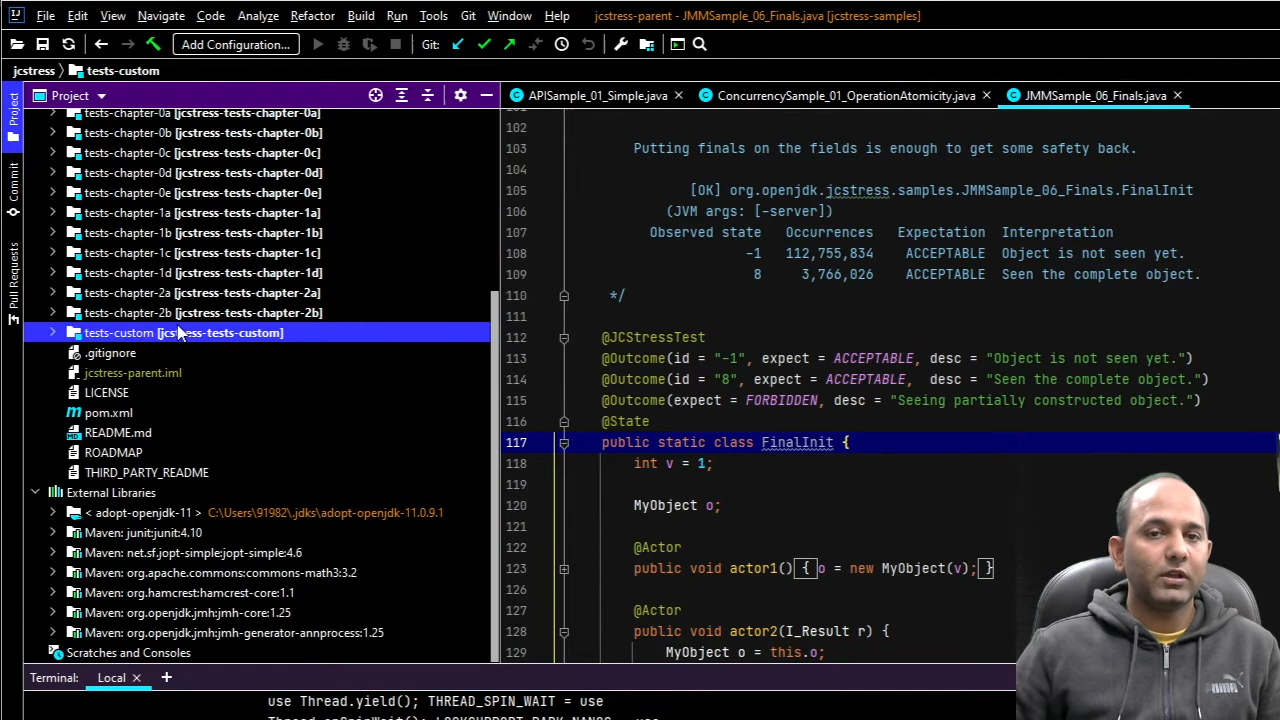 File Edit View Navigate Code Analyze Refactor Build Run Tools Git Window Help jcstress-parent - JMMSample_06_Finals.java [jcstress-samples]
Add Configuration... Git:
jcstress tests-custom
Project
Commit
Pull Requests
Project
tests-chapter-0a [jcstress-tests-chapter-0a]
tests-chapter-0b [jcstress-tests-chapter-0b]
tests-chapter-0c [jcstress-tests-chapter-0c]
tests-chapter-0d [jcstress-tests-chapter-0d]
tests-chapter-0e [jcstress-tests-chapter-0e]
tests-chapter-1a [jcstress-tests-chapter-1a]
tests-chapter-1b [jcstress-tests-chapter-1b]
tests-chapter-1c [jcstress-tests-chapter-1c]
tests-chapter-1d [jcstress-tests-chapter-1d]
tests-chapter-2a [jcstress-tests-chapter-2a]
tests-chapter-2b [jcstress-tests-chapter-2b]
tests-custom [jcstress-tests-custom]
.gitignore
jcstress-parent.iml
LICENSE
pom.xml
README.md
ROADMAP
THIRD_PARTY_README
External Libraries
< adopt-openjdk-11 > C:\Users\91982\.jdks\adopt-openjdk-11.0.9.1
Maven: junit:junit:4.10
Maven: net.sf.jopt-simple:jopt-simple:4.6
Maven: org.apache.commons:commons-math3:3.2
Maven: org.hamcrest:hamcrest-core:1.1
Maven: org.openjdk.jmh:jmh-core:1.25
Maven: org.openjdk.jmh:jmh-generator-annprocess:1.25
Scratches and Consoles
APISample_01_Simple.java ConcurrencySample_01_OperationAtomicity.java JMMSample_06_Finals.java
102
103 Putting finals on the fields is enough to get some safety back.
104
105 [OK] org.openjdk.jcstress.samples.JMMSample_06_Finals.FinalInit
106 (JVM args: [-server])
107 Observed state Occurrences Expectation Interpretation
108 -1 112,755,834 ACCEPTABLE Object is not seen yet.
109 8 3,766,026 ACCEPTABLE Seen the complete object.
110 */
111
112 @JCStressTest
113 @Outcome(id = "-1", expect = ACCEPTABLE, desc = "Object is not seen yet.")
114 @Outcome(id = "8", expect = ACCEPTABLE, desc = "Seen the complete object.")
115 @Outcome(expect = FORBIDDEN, desc = "Seeing partially constructed object.")
116 @State
117 public static class FinalInit {
118 int v = 1;
119
120 MyObject o;
121
122 @Actor
123 public void actor1() { o = new MyObject(v); }
126
127 @Actor
128 public void actor2(I_Result r) {
129 MyObject o = this.o;
Terminal: Local
use Thread.yield(); THREAD_SPIN_WAIT = use
PUMA